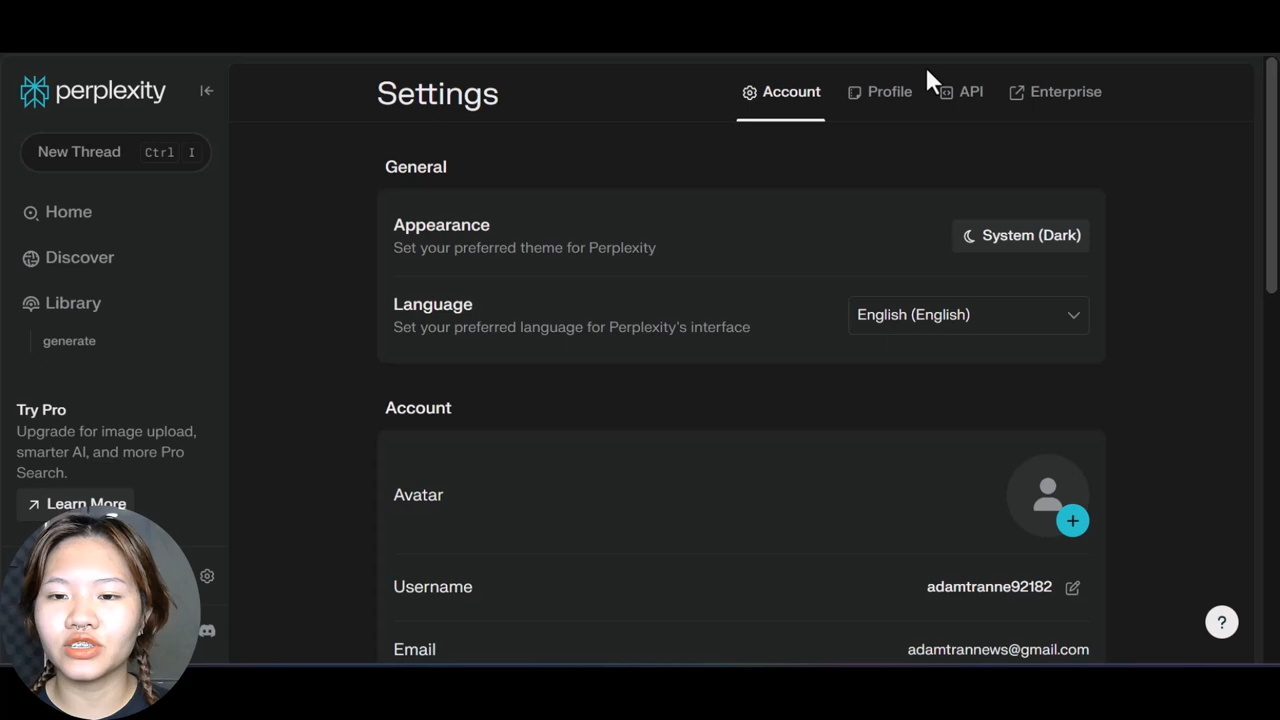 perplexity
New Thread Ctrl I
Home
Discover
Library
generate
Try Pro
Upgrade for image upload,
smarter AI, and more Pro
Search.
Learn More
Settings
Account
Profile
API
Enterprise
General
Appearance
Set your preferred theme for Perplexity
System (Dark)
Language
Set your preferred language for Perplexity's interface
English (English)
Account
Avatar
Username
adamtranne92182
Email
adamtrannews@gmail.com
?